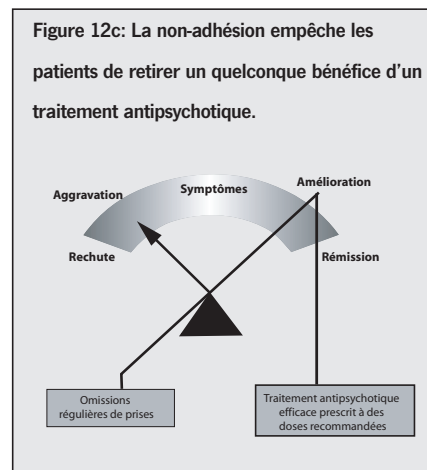 Figure 12c: La non-adhésion empêche les
patients de retirer un quelconque bénéfice d'un
traitement antipsychotique.
Symptômes
Amélioration
Aggravation
Rechute
Rémission
Omissions
régulières de prises
Traitement antipsychotique
efficace prescrit à des
doses recommandées